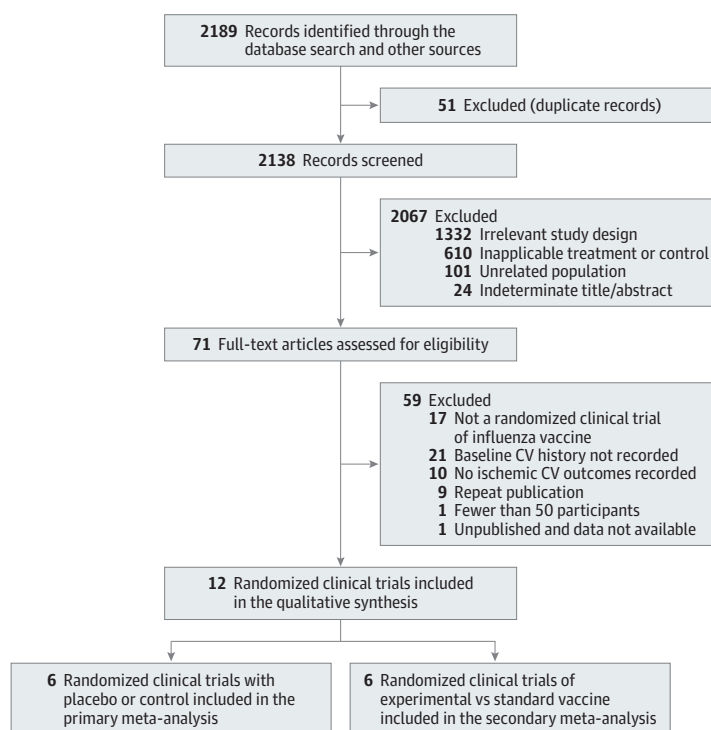 2189 Records identified through the
database search and other sources
51 Excluded (duplicate records)
2138 Records screened
2067 Excluded
1332 Irrelevant study design
610 Inapplicable treatment or control
101 Unrelated population
24 Indeterminate title/abstract
71 Full-text articles assessed for eligibility
59 Excluded
17 Not a randomized clinical trial
of influenza vaccine
21 Baseline CV history not recorded
10 No ischemic CV outcomes recorded
9 Repeat publication
1 Fewer than 50 participants
1 Unpublished and data not available
12 Randomized clinical trials included
in the qualitative synthesis
6 Randomized clinical trials with
placebo or control included in the
primary meta-analysis
6 Randomized clinical trials of
experimental vs standard vaccine
included in the secondary meta-analysis